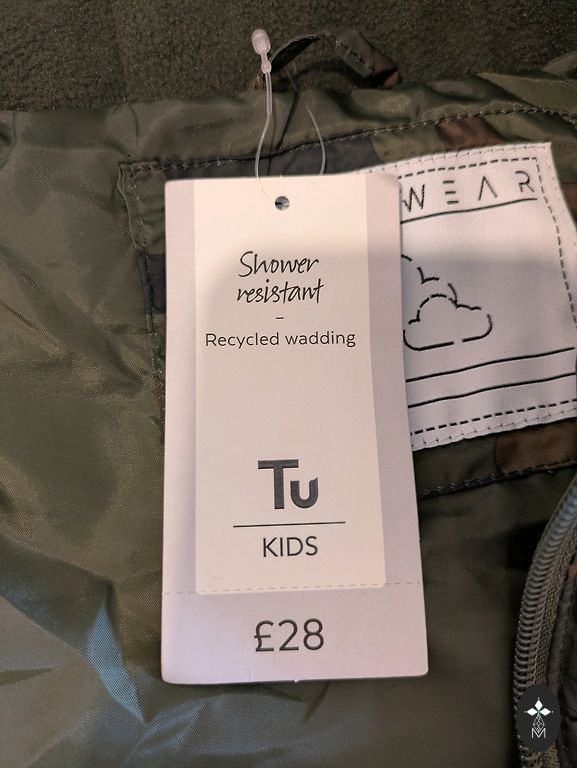 WEAR
Shower
resistant
-
Recycled wadding
Tu
KIDS
£28
M